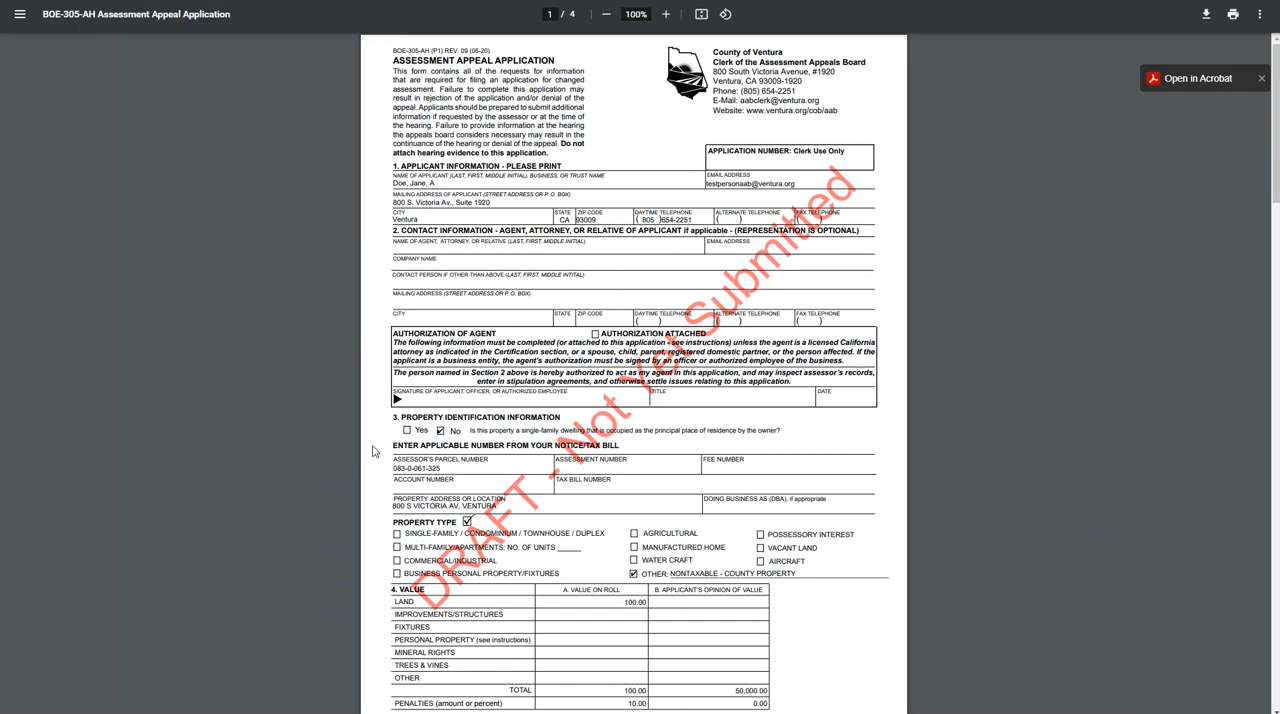 BOE-305-AH Assessment Appeal Application
1 / 4
100%
Open in Acrobat
BOE-305-AH (P1) REV. 09 (05-20)
ASSESSMENT APPEAL APPLICATION
This form contains all of the requests for information
that are required for filing an application for changed
assessment. Failure to complete this application may
result in rejection of the application and/or denial of the
appeal. Applicants should be prepared to submit additional
information if requested by the assessor or at the time of
the hearing. Failure to provide information at the hearing
the appeals board considers necessary may result in the
continuance of the hearing or denial of the appeal. Do not
attach hearing evidence to this application.
County of Ventura
Clerk of the Assessment Appeals Board
800 South Victoria Avenue, #1920
Ventura, CA 93009-1920
Phone: (805) 654-2251
E-Mail: aabclerk@ventura.org
Website: www.ventura.org/cob/aab
APPLICATION NUMBER: Clerk Use Only
1. APPLICANT INFORMATION - PLEASE PRINT
NAME OF APPLICANT (LAST, FIRST, MIDDLE INITIAL), BUSINESS, OR TRUST NAME
EMAIL ADDRESS
Doe, Jane, A
testpersonaab@ventura.org
MAILING ADDRESS OF APPLICANT (STREET ADDRESS OR P. O. BOX)
800 S. Victoria Av., Suite 1920
CITY STATE ZIP CODE DAYTIME TELEPHONE ALTERNATE TELEPHONE FAX TELEPHONE
Ventura CA 93009 ( 805 )654-2251 ( ) ( )
2. CONTACT INFORMATION - AGENT, ATTORNEY, OR RELATIVE OF APPLICANT if applicable - (REPRESENTATION IS OPTIONAL)
NAME OF AGENT, ATTORNEY, OR RELATIVE (LAST, FIRST, MIDDLE INITIAL)
EMAIL ADDRESS
COMPANY NAME
CONTACT PERSON IF OTHER THAN ABOVE (LAST, FIRST, MIDDLE INTITAL)
MAILING ADDRESS (STREET ADDRESS OR P. O. BOX)
CITY STATE ZIP CODE DAYTIME TELEPHONE ALTERNATE TELEPHONE FAX TELEPHONE
( ) ( ) ( )
AUTHORIZATION OF AGENT
AUTHORIZATION ATTACHED
The following information must be completed (or attached to this application - see instructions) unless the agent is a licensed California
attorney as indicated in the Certification section, or a spouse, child, parent, registered domestic partner, or the person affected. If the
applicant is a business entity, the agent's authorization must be signed by an officer or authorized employee of the business.
The person named in Section 2 above is hereby authorized to act as my agent in this application, and may inspect assessor's records,
enter in stipulation agreements, and otherwise settle issues relating to this application.
SIGNATURE OF APPLICANT, OFFICER, OR AUTHORIZED EMPLOYEE
TITLE
DATE
3. PROPERTY IDENTIFICATION INFORMATION
Yes No Is this property a single-family dwelling that is occupied as the principal place of residence by the owner?
ENTER APPLICABLE NUMBER FROM YOUR NOTICE/TAX BILL
ASSESSOR'S PARCEL NUMBER ASSESSMENT NUMBER FEE NUMBER
083-0-061-325
ACCOUNT NUMBER TAX BILL NUMBER
PROPERTY ADDRESS OR LOCATION DOING BUSINESS AS (DBA), if appropriate
800 S VICTORIA AV, VENTURA
PROPERTY TYPE
SINGLE-FAMILY / CONDOMINIUM / TOWNHOUSE / DUPLEX AGRICULTURAL POSSESSORY INTEREST
MULTI-FAMILY/APARTMENTS: NO. OF UNITS ______ MANUFACTURED HOME VACANT LAND
COMMERCIAL/INDUSTRIAL WATER CRAFT AIRCRAFT
BUSINESS PERSONAL PROPERTY/FIXTURES OTHER: NONTAXABLE - COUNTY PROPERTY
4. VALUE A. VALUE ON ROLL B. APPLICANT'S OPINION OF VALUE
LAND 100.00
IMPROVEMENTS/STRUCTURES
FIXTURES
PERSONAL PROPERTY (see instructions)
MINERAL RIGHTS
TREES & VINES
OTHER
TOTAL 100.00 50,000.00
PENALTIES (amount or percent) 10.00 0.00
DRAFT - Not Yet Submitted